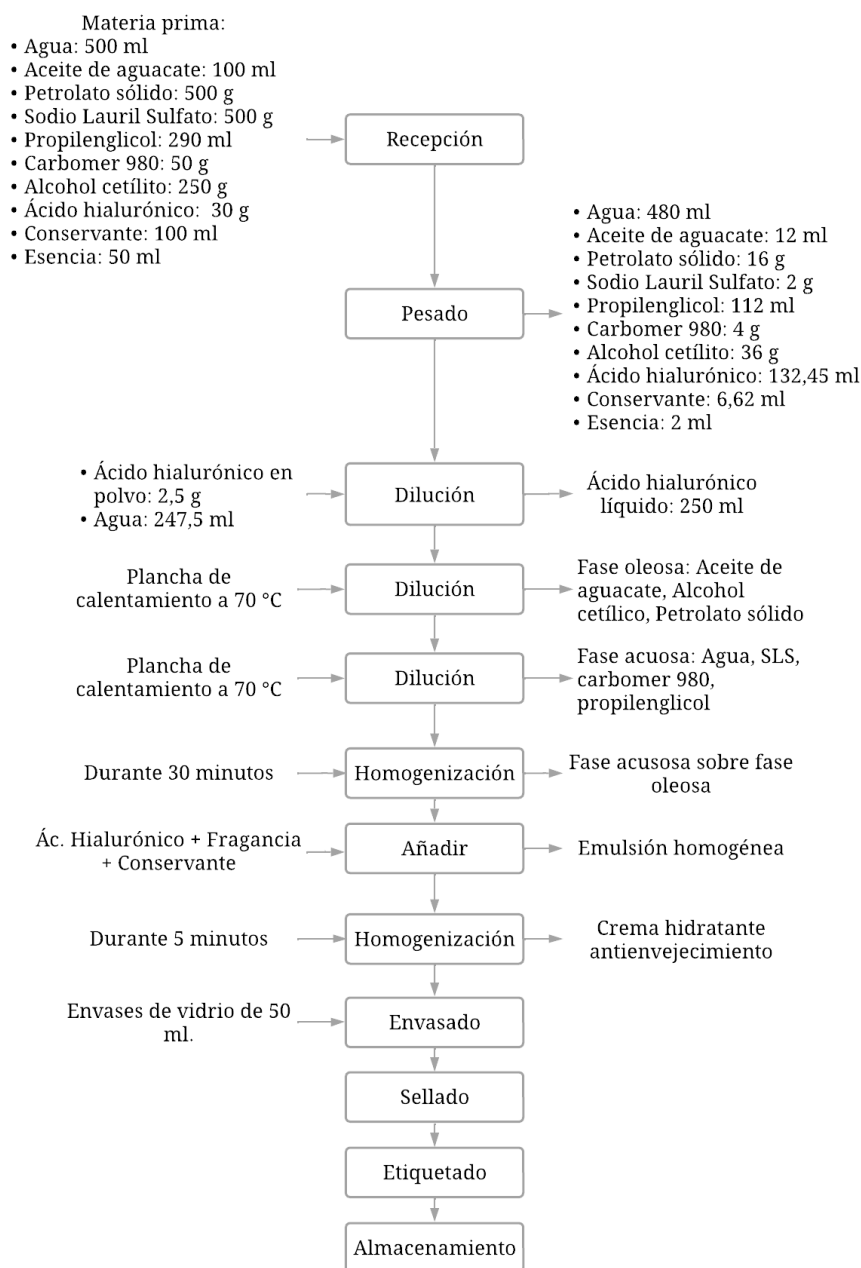 Materia prima:
• Agua: 500 ml
• Aceite de aguacate: 100 ml
• Petrolato sólido: 500 g
• Sodio Lauril Sulfato: 500 g
• Propilenglicol: 290 ml
• Carbomer 980: 50 g
• Alcohol cetílito: 250 g
• Ácido hialurónico: 30 g
• Conservante: 100 ml
• Esencia: 50 ml
Recepción
Pesado
• Agua: 480 ml
• Aceite de aguacate: 12 ml
• Petrolato sólido: 16 g
• Sodio Lauril Sulfato: 2 g
• Propilenglicol: 112 ml
• Carbomer 980: 4 g
• Alcohol cetílito: 36 g
• Ácido hialurónico: 132,45 ml
• Conservante: 6,62 ml
• Esencia: 2 ml
• Ácido hialurónico en
polvo: 2,5 g
• Agua: 247,5 ml
Dilución
Ácido hialurónico
líquido: 250 ml
Plancha de
calentamiento a 70 °C
Dilución
Fase oleosa: Aceite de
aguacate, Alcohol
cetílico, Petrolato sólido
Plancha de
calentamiento a 70 °C
Dilución
Fase acuosa: Agua, SLS,
carbomer 980,
propilenglicol
Durante 30 minutos
Homogenización
Fase acusosa sobre fase
oleosa
Ác. Hialurónico + Fragancia
+ Conservante
Añadir
Emulsión homogénea
Durante 5 minutos
Homogenización
Crema hidratante
antienvejecimiento
Envases de vidrio de 50
ml.
Envasado
Sellado
Etiquetado
Almacenamiento